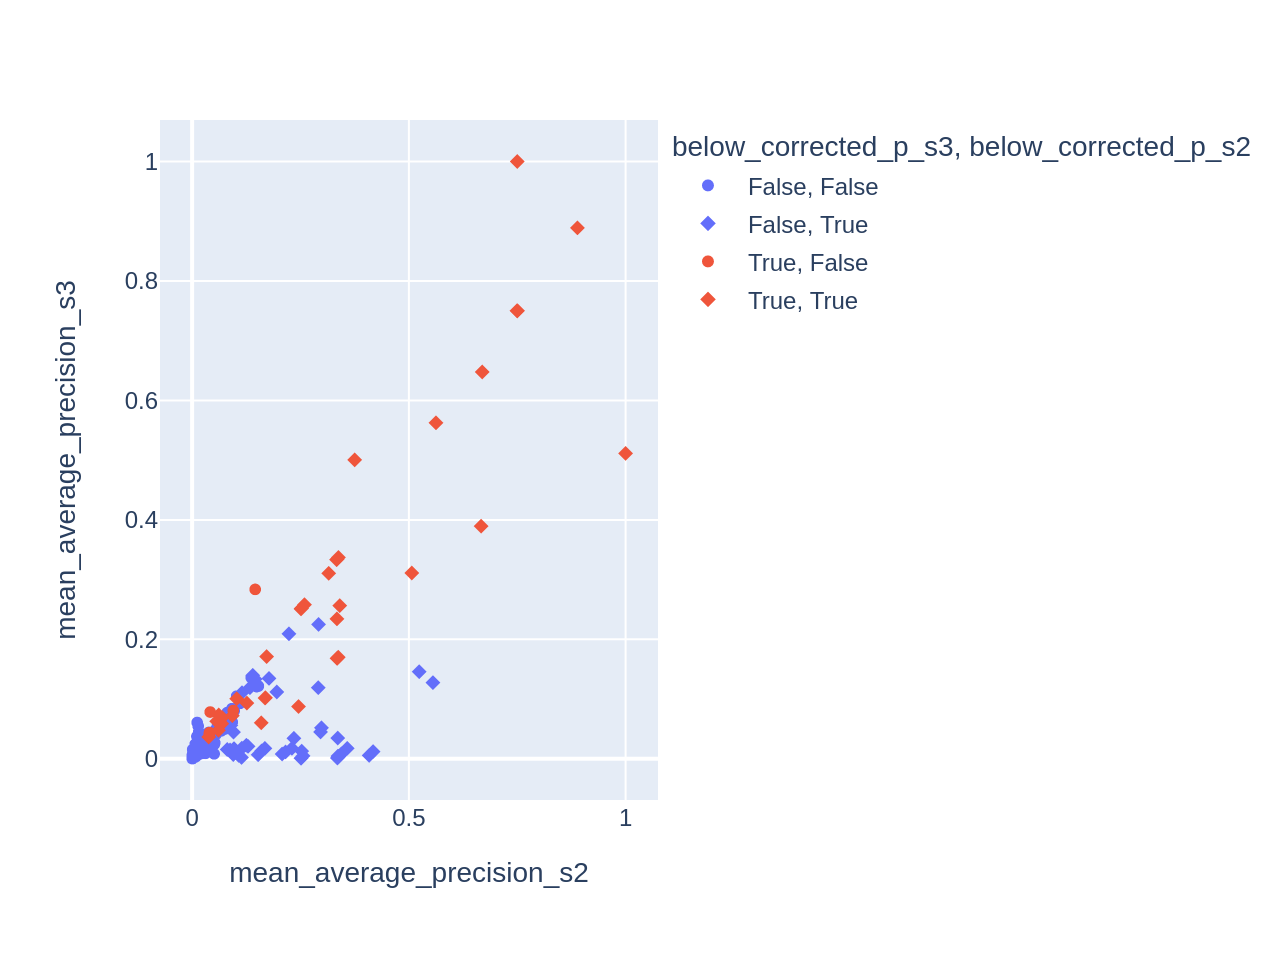 below_corrected_p_s3, below_corrected_p_s2
False, False
False, True
True, False
True, True
mean_average_precision_s3
1
0.8
0.6
0.4
0.2
0
0
0.5
1
mean_average_precision_s2